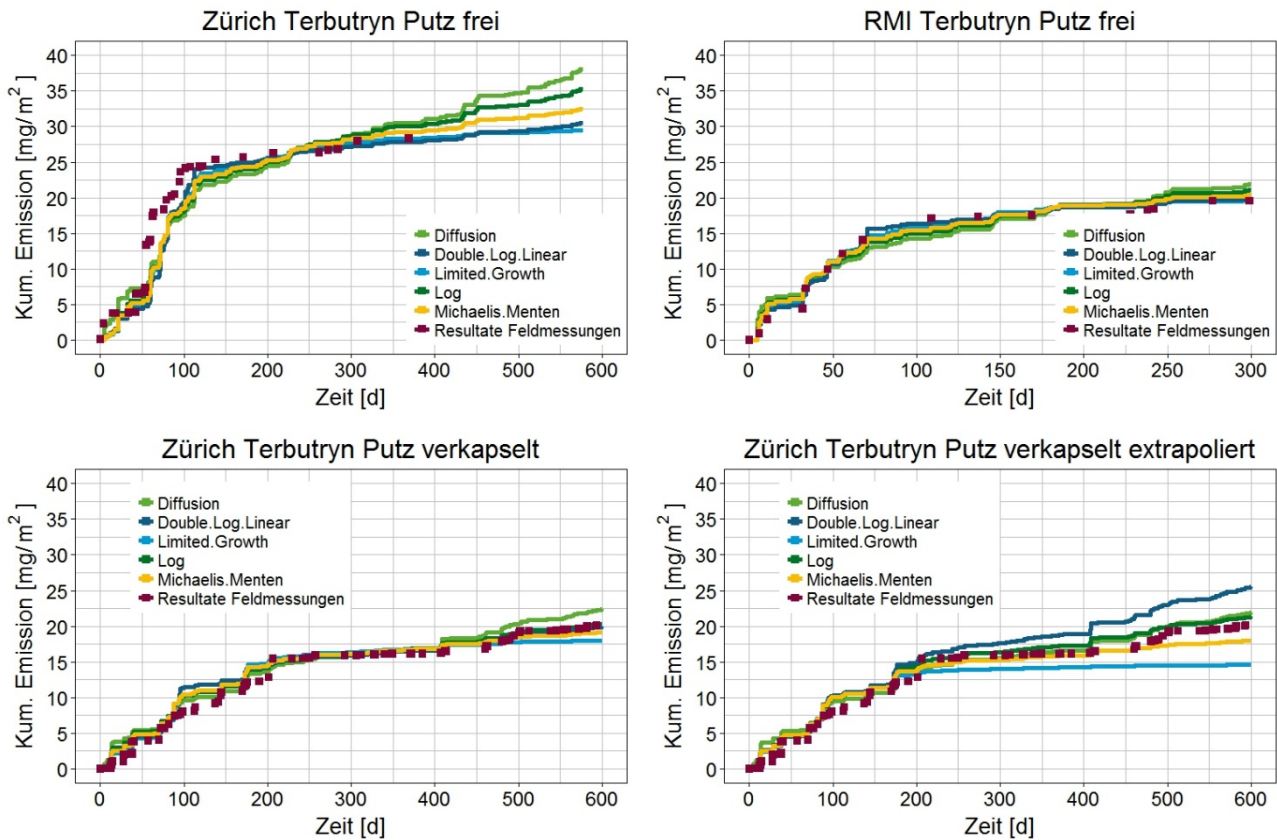 Zürich Terbutryn Putz frei
Kum. Emission [mg/m²]
40
35
30
25
20
15
10
5
0
Diffusion
Double.Log.Linear
Limited.Growth
Log
Michaelis.Menten
Resultate Feldmessungen
0 100 200 300 400 500 600
Zeit [d]
RMI Terbutryn Putz frei
Kum. Emission [mg/m²]
40
35
30
25
20
15
10
5
0
Diffusion
Double.Log.Linear
Limited.Growth
Log
Michaelis.Menten
Resultate Feldmessungen
0 50 100 150 200 250 300
Zeit [d]
Zürich Terbutryn Putz verkapselt
Kum. Emission [mg/m²]
40
35
30
25
20
15
10
5
0
Diffusion
Double.Log.Linear
Limited.Growth
Log
Michaelis.Menten
Resultate Feldmessungen
0 100 200 300 400 500 600
Zeit [d]
Zürich Terbutryn Putz verkapselt extrapoliert
Kum. Emission [mg/m²]
40
35
30
25
20
15
10
5
0
Diffusion
Double.Log.Linear
Limited.Growth
Log
Michaelis.Menten
Resultate Feldmessungen
0 100 200 300 400 500 600
Zeit [d]